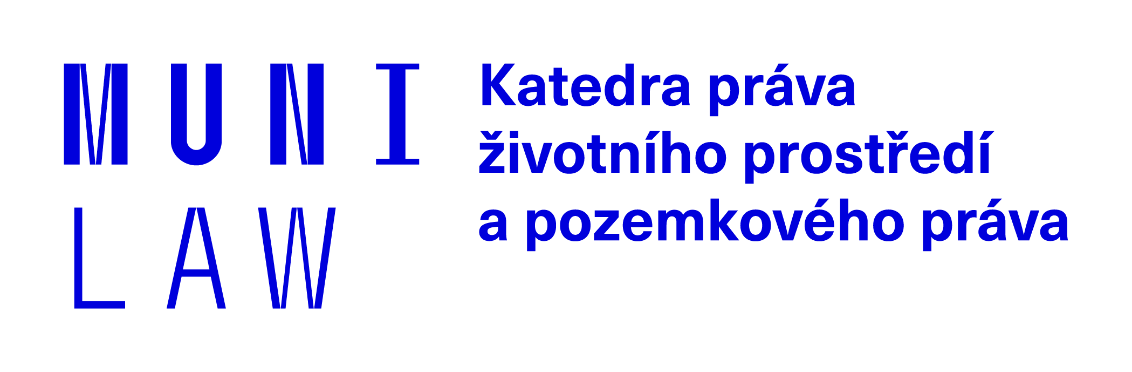 MUNI
LAW
Katedra práva
životního prostředí
a pozemkového práva